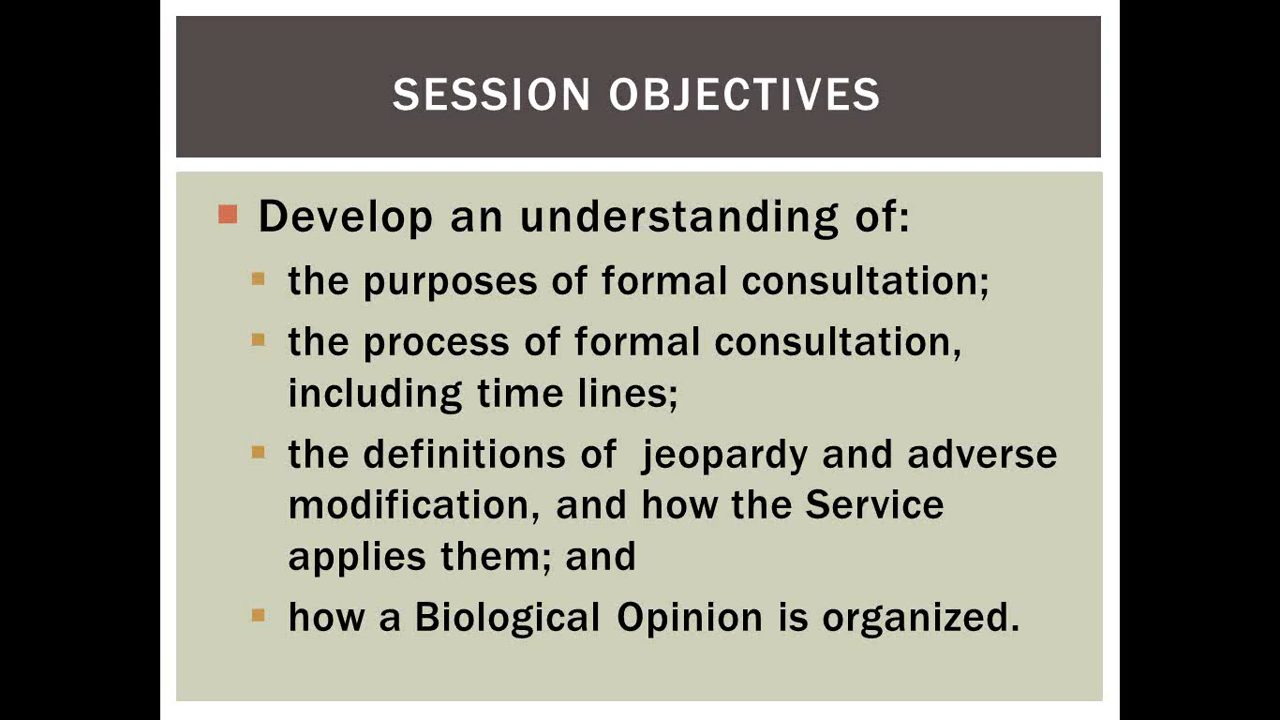 SESSION OBJECTIVES
Develop an understanding of:
the purposes of formal consultation;
the process of formal consultation,
including time lines;
the definitions of  jeopardy and adverse
modification, and how the Service
applies them; and
how a Biological Opinion is organized.